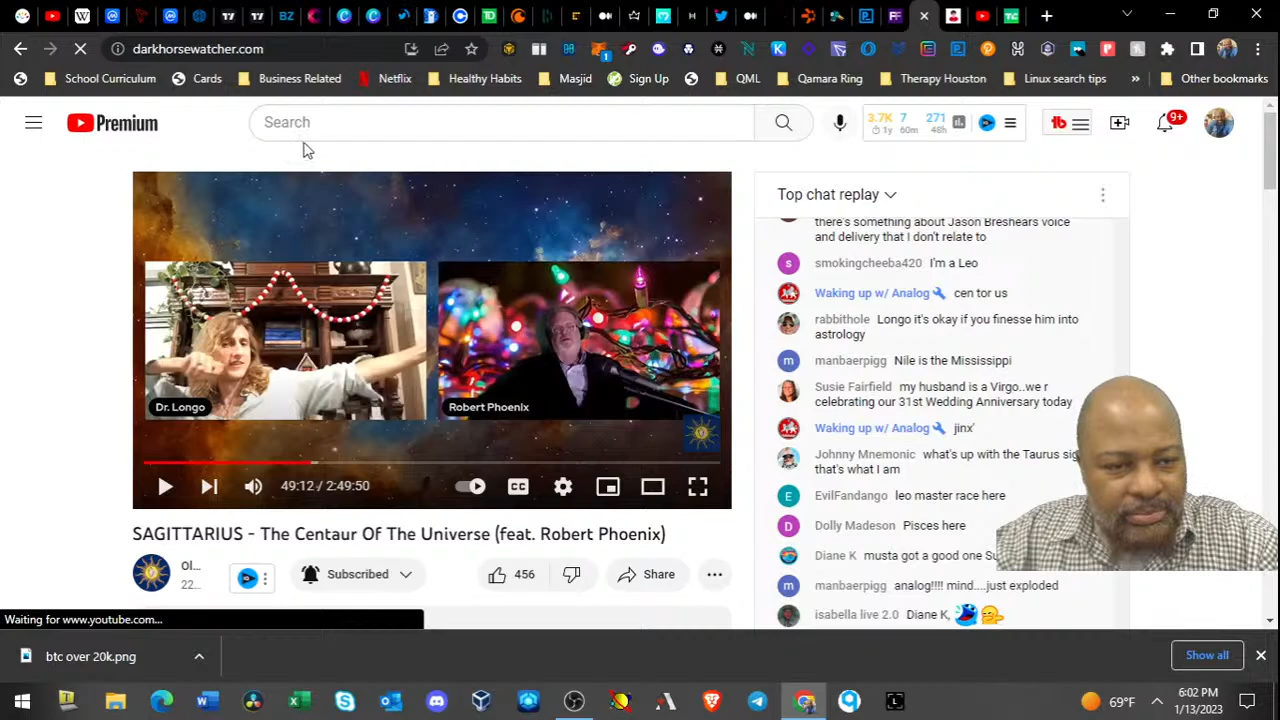 darkhorsewatcher.com
School Curriculum
Cards
Business Related
Netflix
Healthy Habits
Masjid
Sign Up
QML
Qamara Ring
Therapy Houston
Linux search tips
Other bookmarks
Premium
Search
3.7K 7 271
1y 60m 48h
9+
Top chat replay
there's something about Jason Breshears voice
and delivery that I don't relate to
smokingcheeba420 I'm a Leo
Waking up w/ Analog cen tor us
rabbithole Longo it's okay if you finesse him into
astrology
manbaerpigg Nile is the Mississippi
Susie Fairfield my husband is a Virgo..we r
celebrating our 31st Wedding Anniversary today
Waking up w/ Analog jinx'
Johnny Mnemonic what's up with the Taurus sig
that's what I am
EvilFandango leo master race here
Dolly Madeson Pisces here
Diane K musta got a good one Su
manbaerpigg analog!!!! mind....just exploded
isabella live 2.0 Diane K,
Dr. Longo
Robert Phoenix
49:12 / 2:49:50
CC
SAGITTARIUS - The Centaur Of The Universe (feat. Robert Phoenix)
Ol...
22...
Subscribed
456
Share
Waiting for www.youtube.com...
btc over 20k.png
Show all
69°F
6:02 PM
1/13/2023